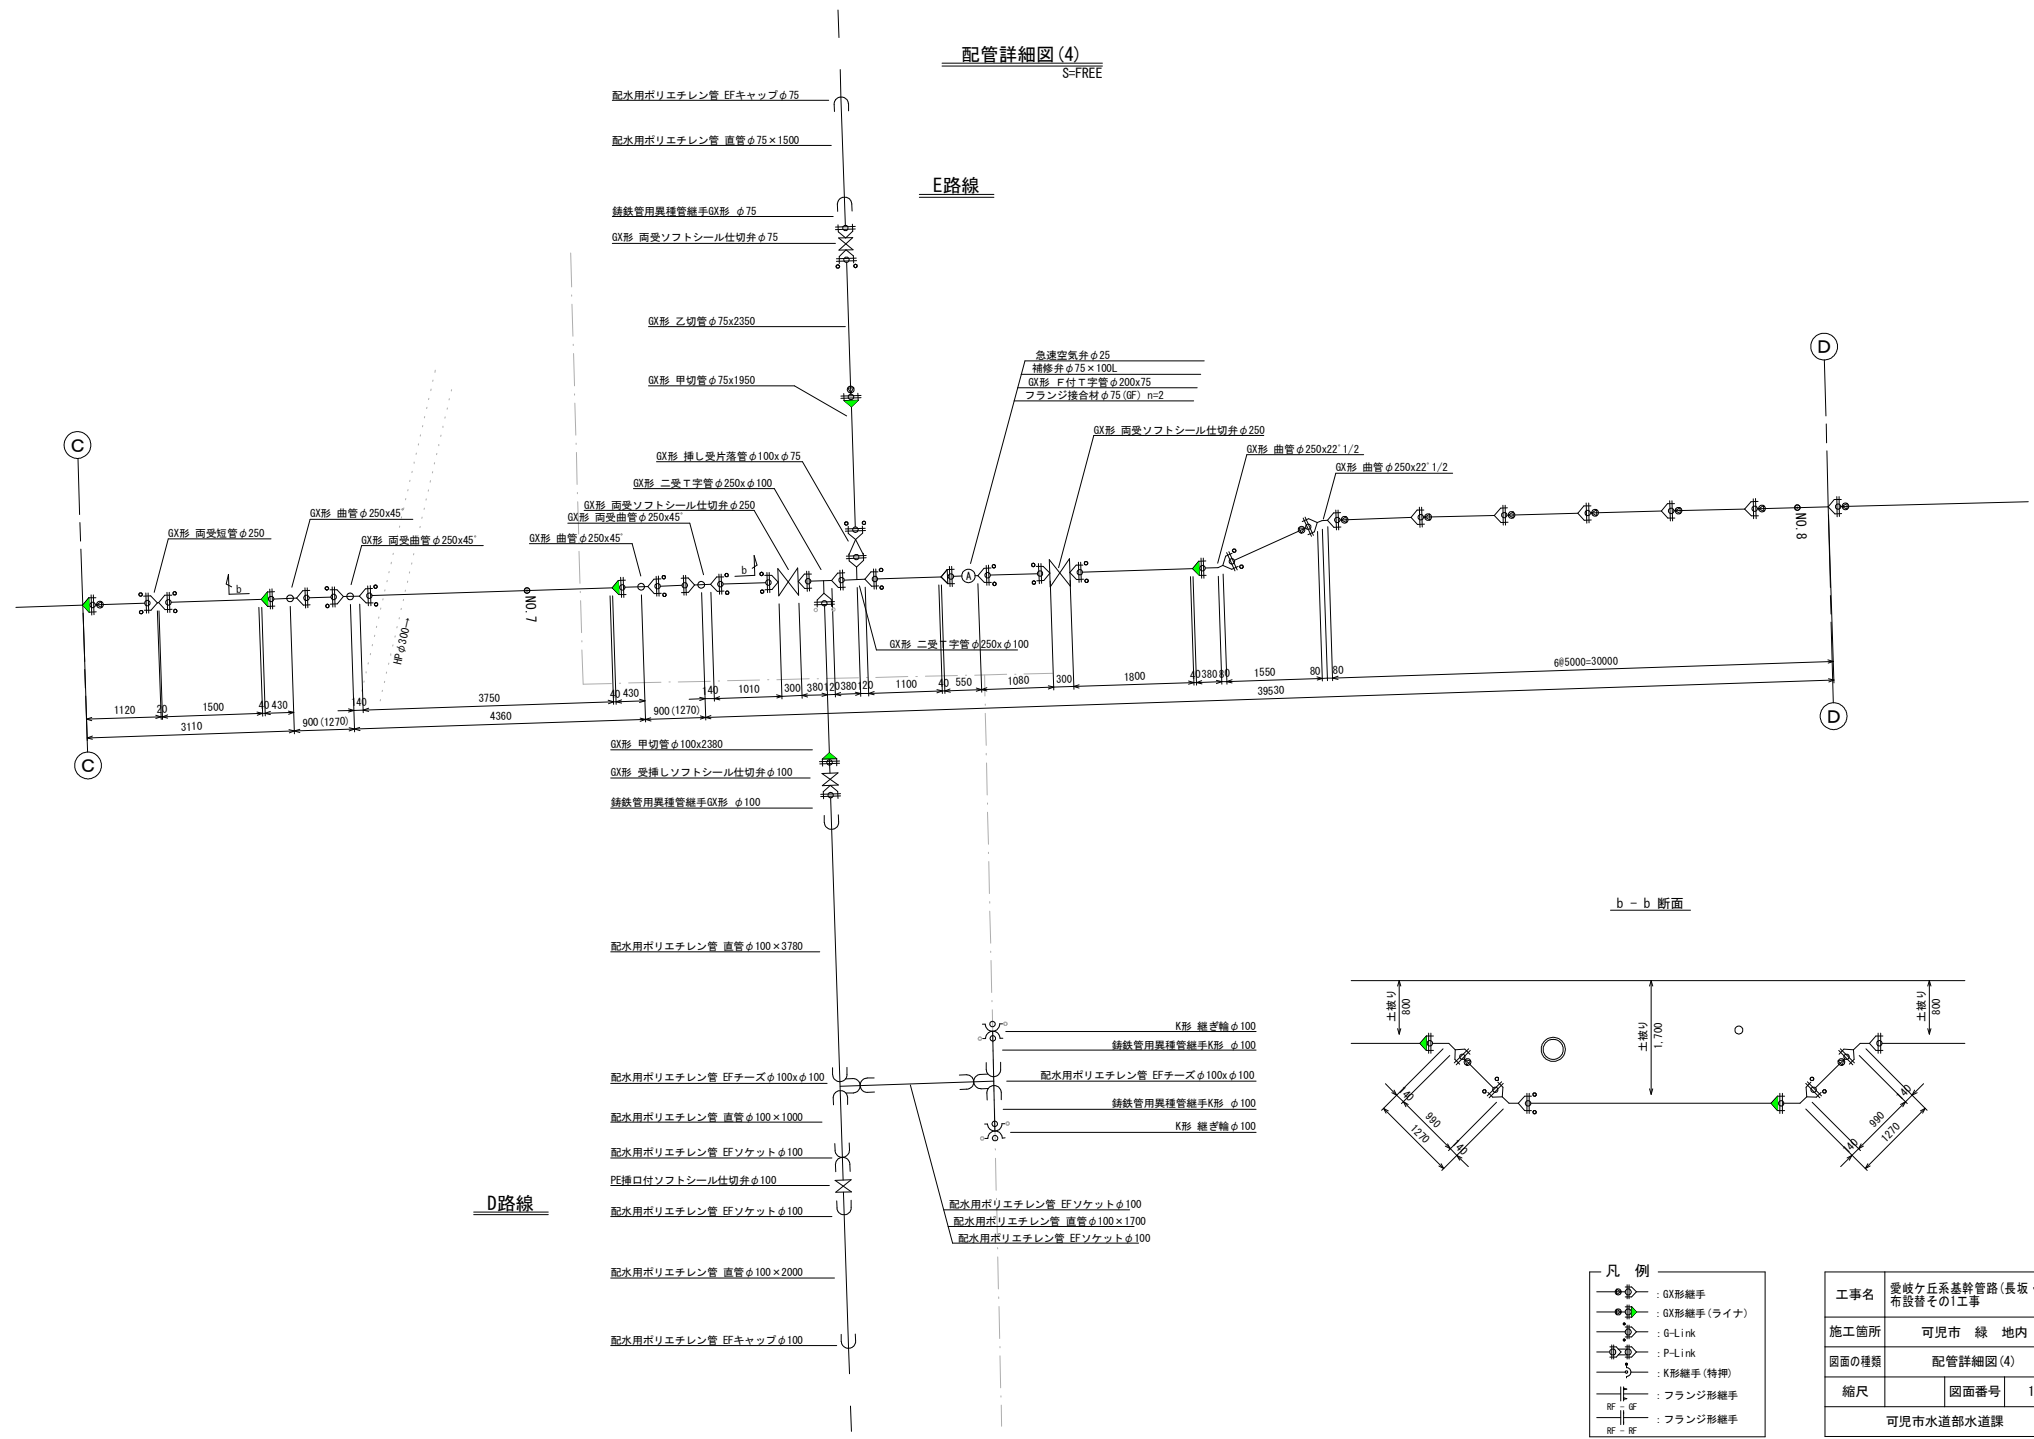 配管詳細図(4)
S=FREE
配水用ポリエチレン管 EFキャップφ75
配水用ポリエチレン管 直管φ75×1500
E路線
鋳鉄管用異種管継手GX形 φ75
GX形 両受ソフトシール仕切弁φ75
GX形 乙切管φ75x2350
GX形 甲切管φ75x1950
急速空気弁φ25
補修弁φ75×100L
GX形 F付T字管φ200x75
フランジ接合材φ75(GF) n=2
GX形 両受ソフトシール仕切弁φ250
GX形 曲管φ250x22°1/2
GX形 曲管φ250x22°1/2
GX形 挿し受片落管φ100xφ75
GX形 二受T字管φ250xφ100
GX形 両受ソフトシール仕切弁φ250
GX形 両受曲管φ250x45°
GX形 曲管φ250x45°
GX形 曲管φ250x45°
GX形 両受短管φ250
GX形 両受曲管φ250x45°
C
D
b
b
A
NO.7
NO.8
HPφ300
GX形 二受T字管φ250xφ100
1120 20 1500 40 430 140 3750 40 430 140 1010 300 380 120 380 120 1100 40 550 1080 300 1800 40 380 80 1550 80 80 6@5000=30000
3110 900(1270) 4360 900(1270) 39530
C
D
GX形 甲切管φ100x2380
GX形 受挿しソフトシール仕切弁φ100
鋳鉄管用異種管継手GX形 φ100
配水用ポリエチレン管 直管φ100×3780
K形 継ぎ輪φ100
鋳鉄管用異種管継手K形 φ100
配水用ポリエチレン管 EFチーズφ100xφ100
配水用ポリエチレン管 EFチーズφ100xφ100
鋳鉄管用異種管継手K形 φ100
K形 継ぎ輪φ100
配水用ポリエチレン管 直管φ100×1000
配水用ポリエチレン管 EFソケットφ100
PE挿口付ソフトシール仕切弁φ100
配水用ポリエチレン管 EFソケットφ100
D路線
配水用ポリエチレン管 EFソケットφ100
配水用ポリエチレン管 直管φ100×1700
配水用ポリエチレン管 EFソケットφ100
配水用ポリエチレン管 直管φ100×2000
配水用ポリエチレン管 EFキャップφ100
b - b 断面
土被り
800
土被り
1,700
土被り
800
40
990
140
1270
40
990
140
1270
凡 例
: GX形継手
: GX形継手(ライナ)
: G-Link
: P-Link
: K形継手(特押)
: フランジ形継手
RF - GF
: フランジ形継手
RF - RF
工事名 愛岐ケ丘系基幹管路(長坂
布設替その1工事
施工箇所 可児市 緑 地内
図面の種類 配管詳細図(4)
縮尺 図面番号 1
可児市水道部水道課